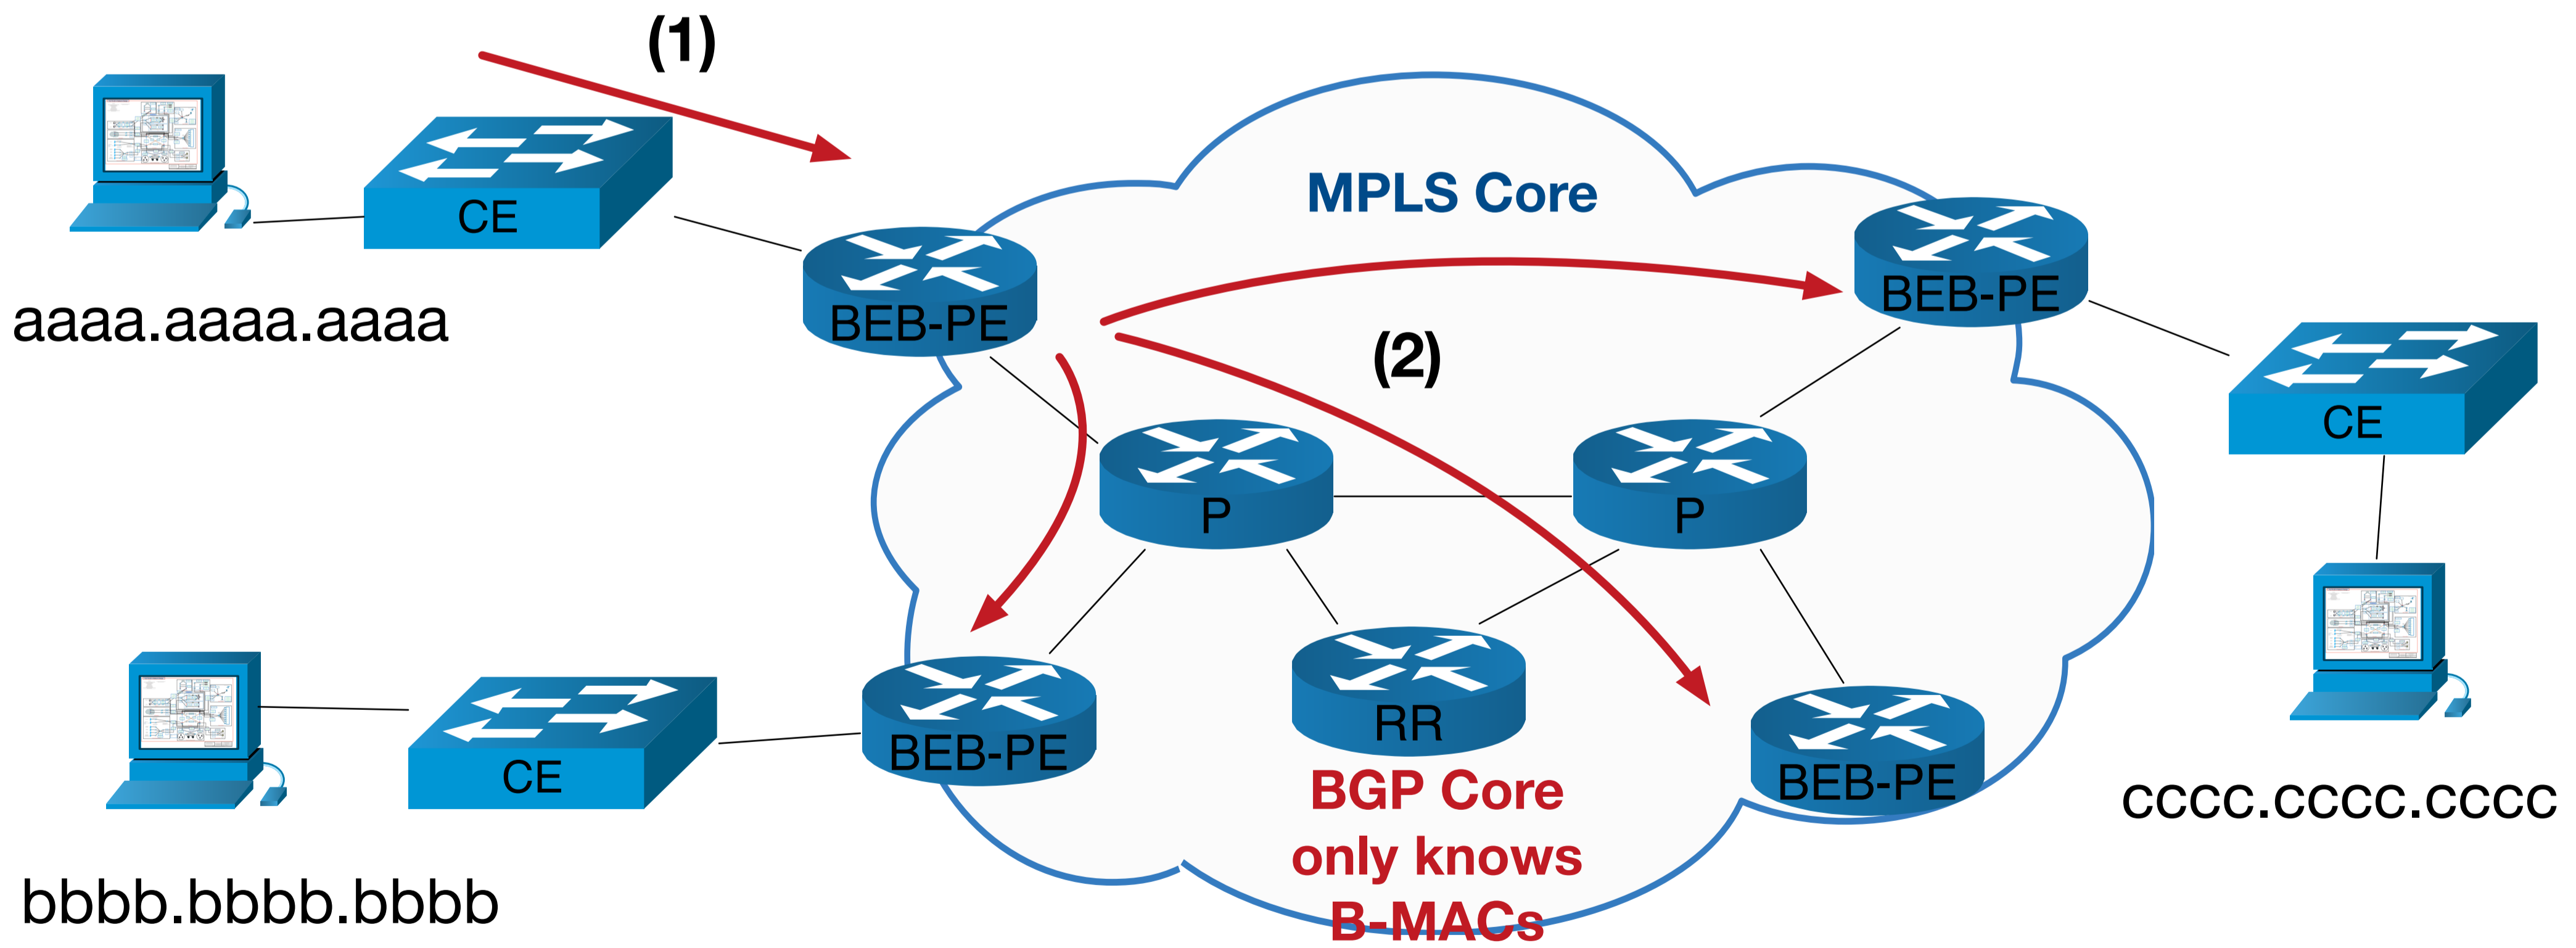 (1)
MPLS Core
CE
BEB-PE
BEB-PE
aaaa.aaaa.aaaa
(2)
CE
P
P
RR
BEB-PE
CE
BEB-PE
BGP Core
only knows
B-MACs
cccc.cccc.cccc
bbbb.bbbb.bbbb